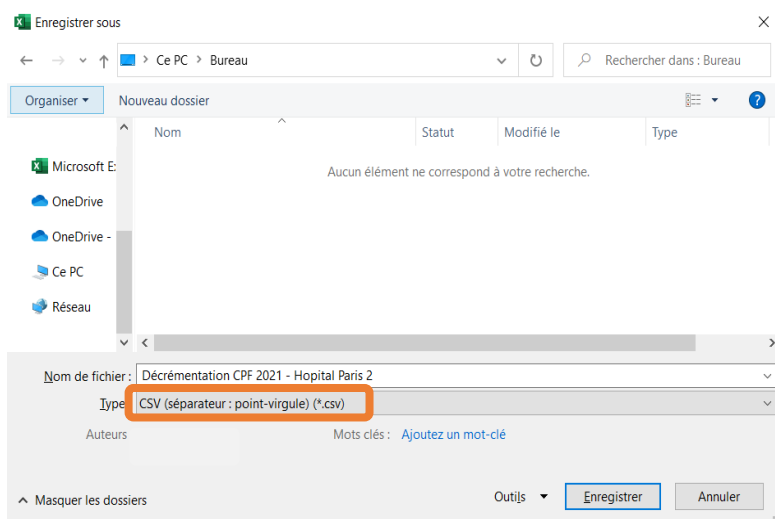 Enregistrer sous
Ce PC > Bureau
Rechercher dans : Bureau
Organiser
Nouveau dossier
?
Nom
Statut
Modifié le
Type
Microsoft E
Aucun élément ne correspond à votre recherche.
OneDrive
OneDrive -
Ce PC
Réseau
Nom de fichier : Décrémentation CPF 2021 - Hopital Paris 2
Type CSV (séparateur : point-virgule) (*.csv)
Auteurs
Mots clés : Ajoutez un mot-clé
Masquer les dossiers
Outils
Enregistrer
Annuler